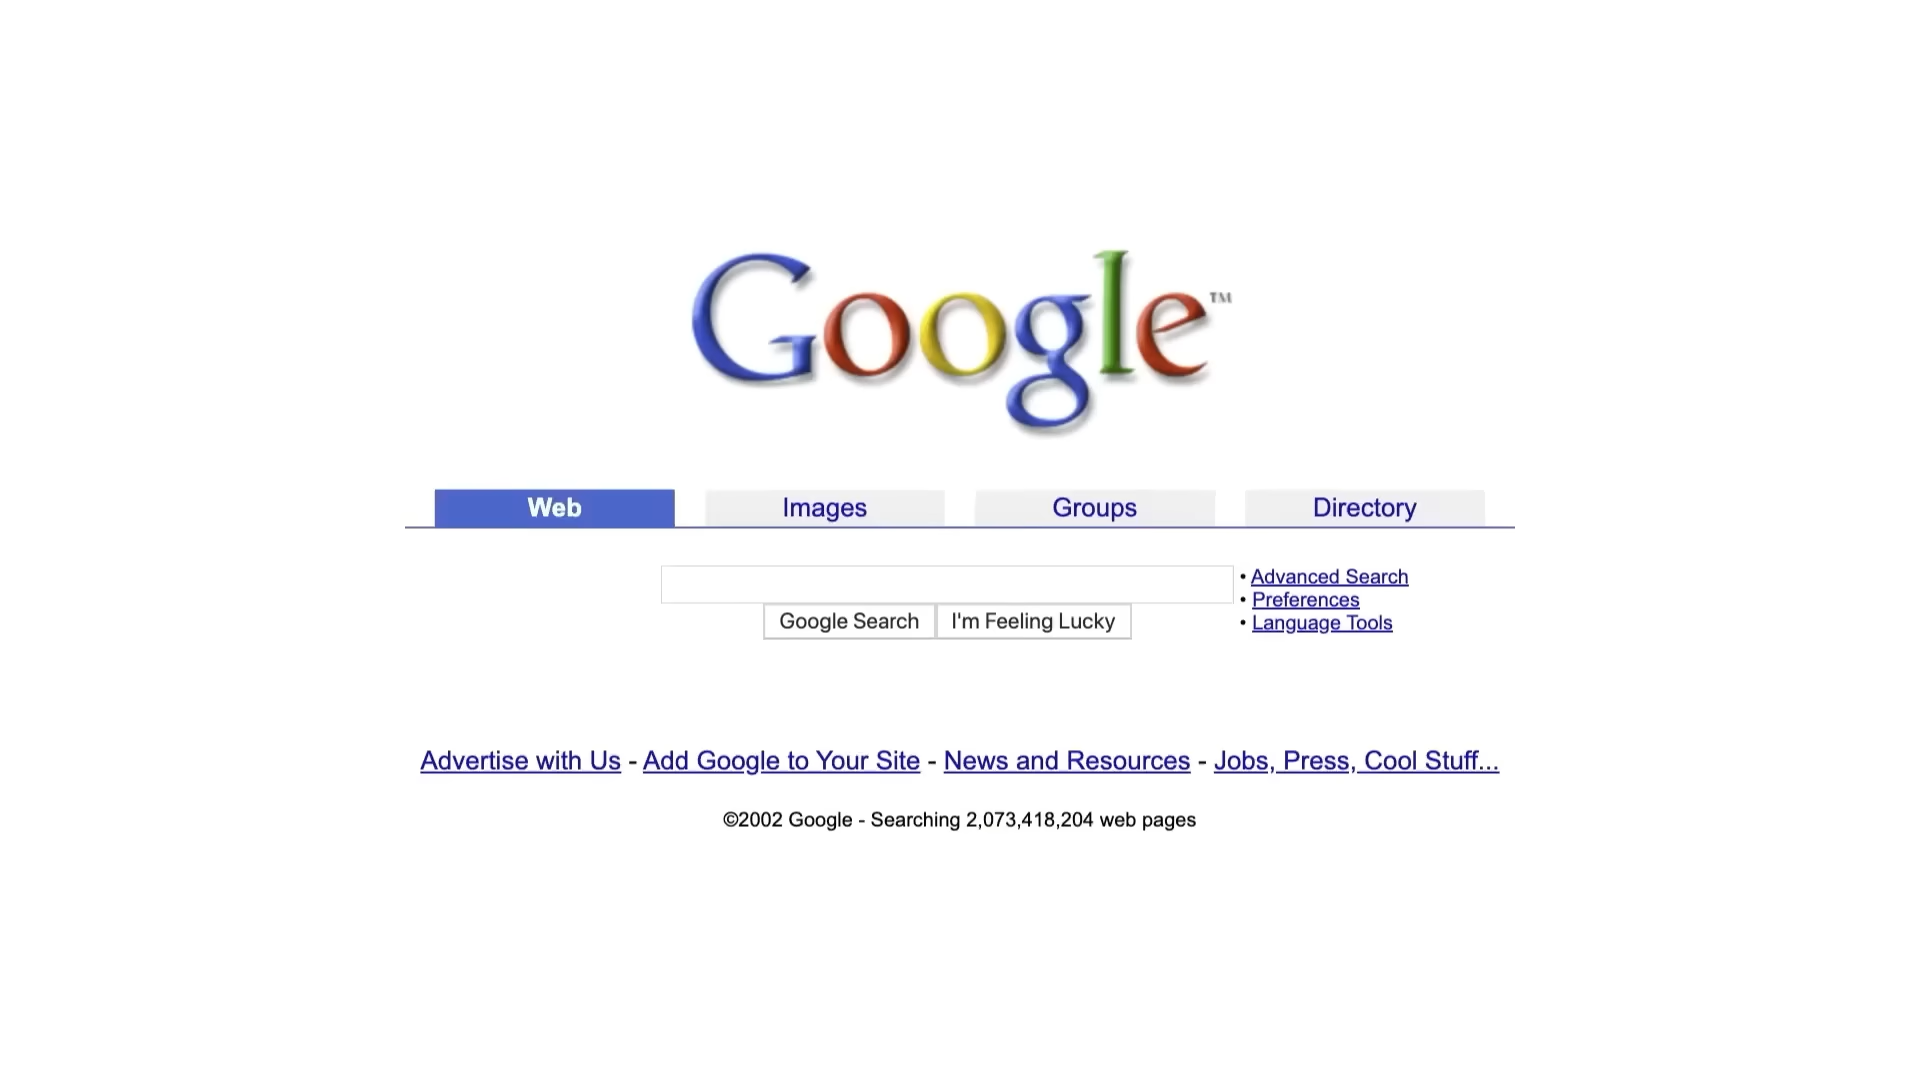 Google™
Web Images Groups Directory
• Advanced Search
• Preferences
• Language Tools
Google Search I'm Feeling Lucky
Advertise with Us - Add Google to Your Site - News and Resources - Jobs, Press, Cool Stuff...
©2002 Google - Searching 2,073,418,204 web pages